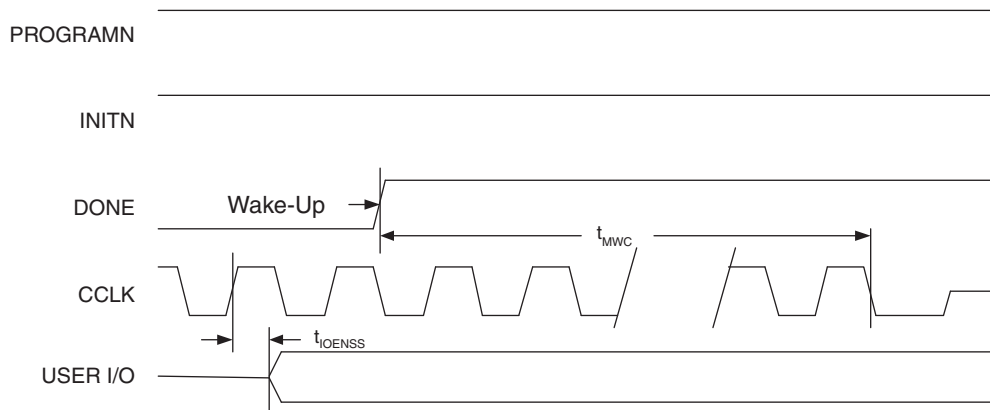 PROGRAMN
INITN
DONE
Wake-Up
tMWC
CCLK
tIOENSS
USER I/O